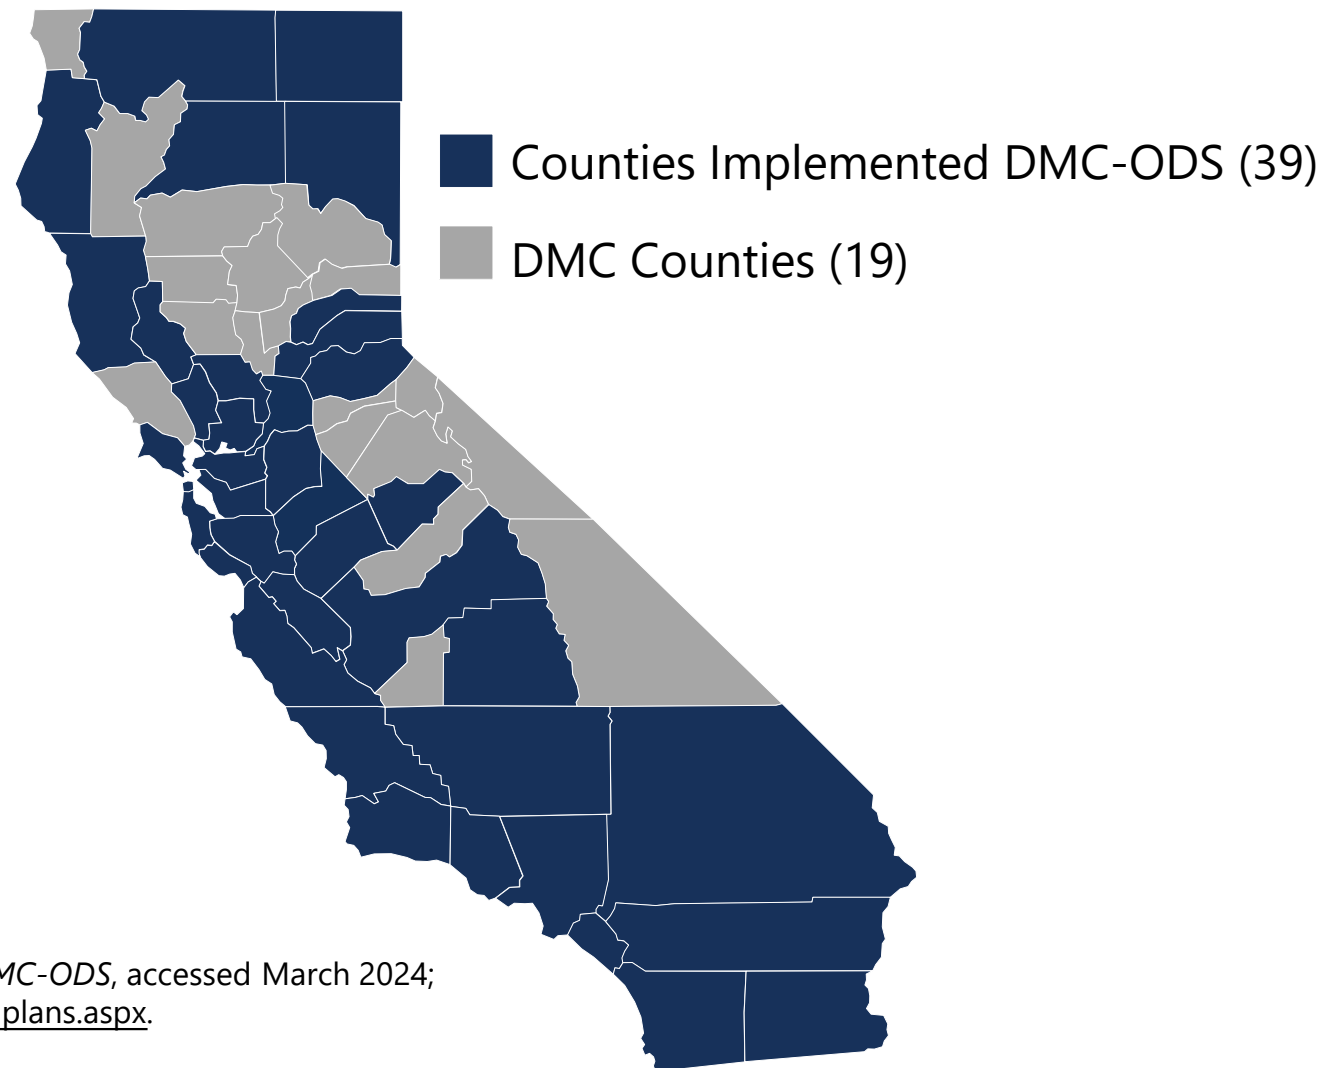 Counties Implemented DMC-ODS (39)
DMC Counties (19)
MC-ODS, accessed March 2024;
plans.aspx.